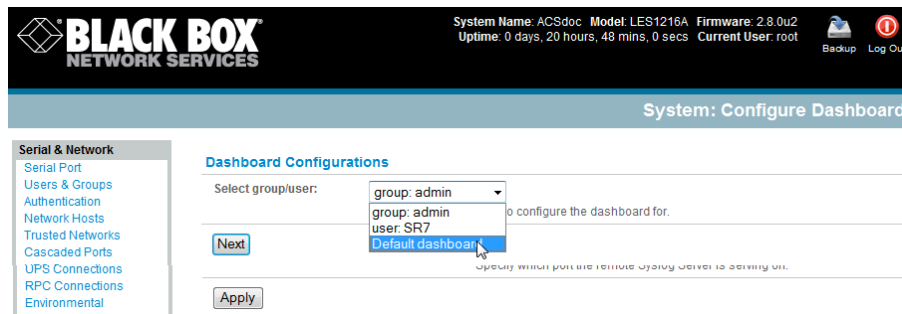 BLACK BOX
NETWORK SERVICES
System Name: ACSdoc Model: LES1216A Firmware: 2.8.0u2
Uptime: 0 days, 20 hours, 48 mins, 0 secs Current User: root
Backup
Log Ou
System: Configure Dashboard
Serial & Network
Serial Port
Users & Groups
Authentication
Network Hosts
Trusted Networks
Cascaded Ports
UPS Connections
RPC Connections
Environmental
Dashboard Configurations
Select group/user:
group: admin
group: admin
user: SR7
Default dashboard
o configure the dashboard for.
Next
Specify which port the remote Syslog Server is serving on.
Apply